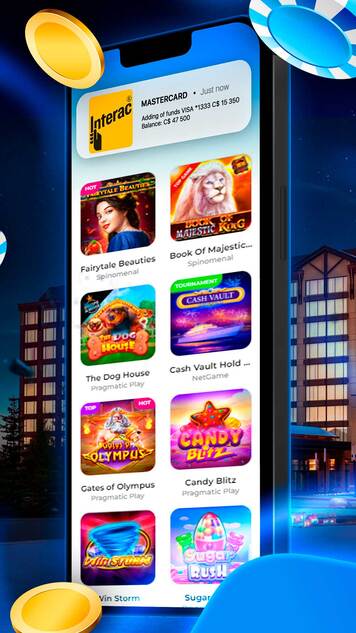 Interac®
MASTERCARD • Just now
Adding of funds VISA *1333 C$ 15 350
Balance: C$ 47 500
HOT
FAIRYTALE BEAUTIES
Fairytale Beauties
Spinomenal
TOP GAME
BOOK OF
MAJESTIC KING
Book Of Majestic...
Spinomenal
THE DOG
HOUSE
The Dog House
Pragmatic Play
TOURNAMENT
CASH VAULT
Cash Vault Hold ...
NetGame
TOP
HOT
GATES OF
OLYMPUS
Gates of Olympus
Pragmatic Play
CANDY
BLITZ
Candy Blitz
Pragmatic Play
WIN STORM
Win Storm
Sugar
RUSH
Sugar